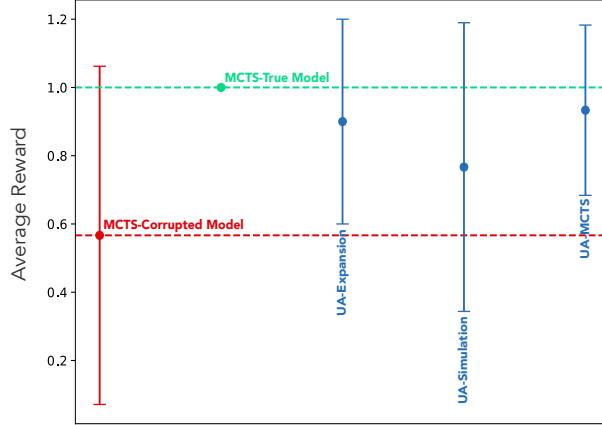 1.2
1.0
0.8
0.6
0.4
0.2
Average Reward
MCTS-True Model
MCTS-Corrupted Model
UA-Expansion
UA-Simulation
UA-MCTS